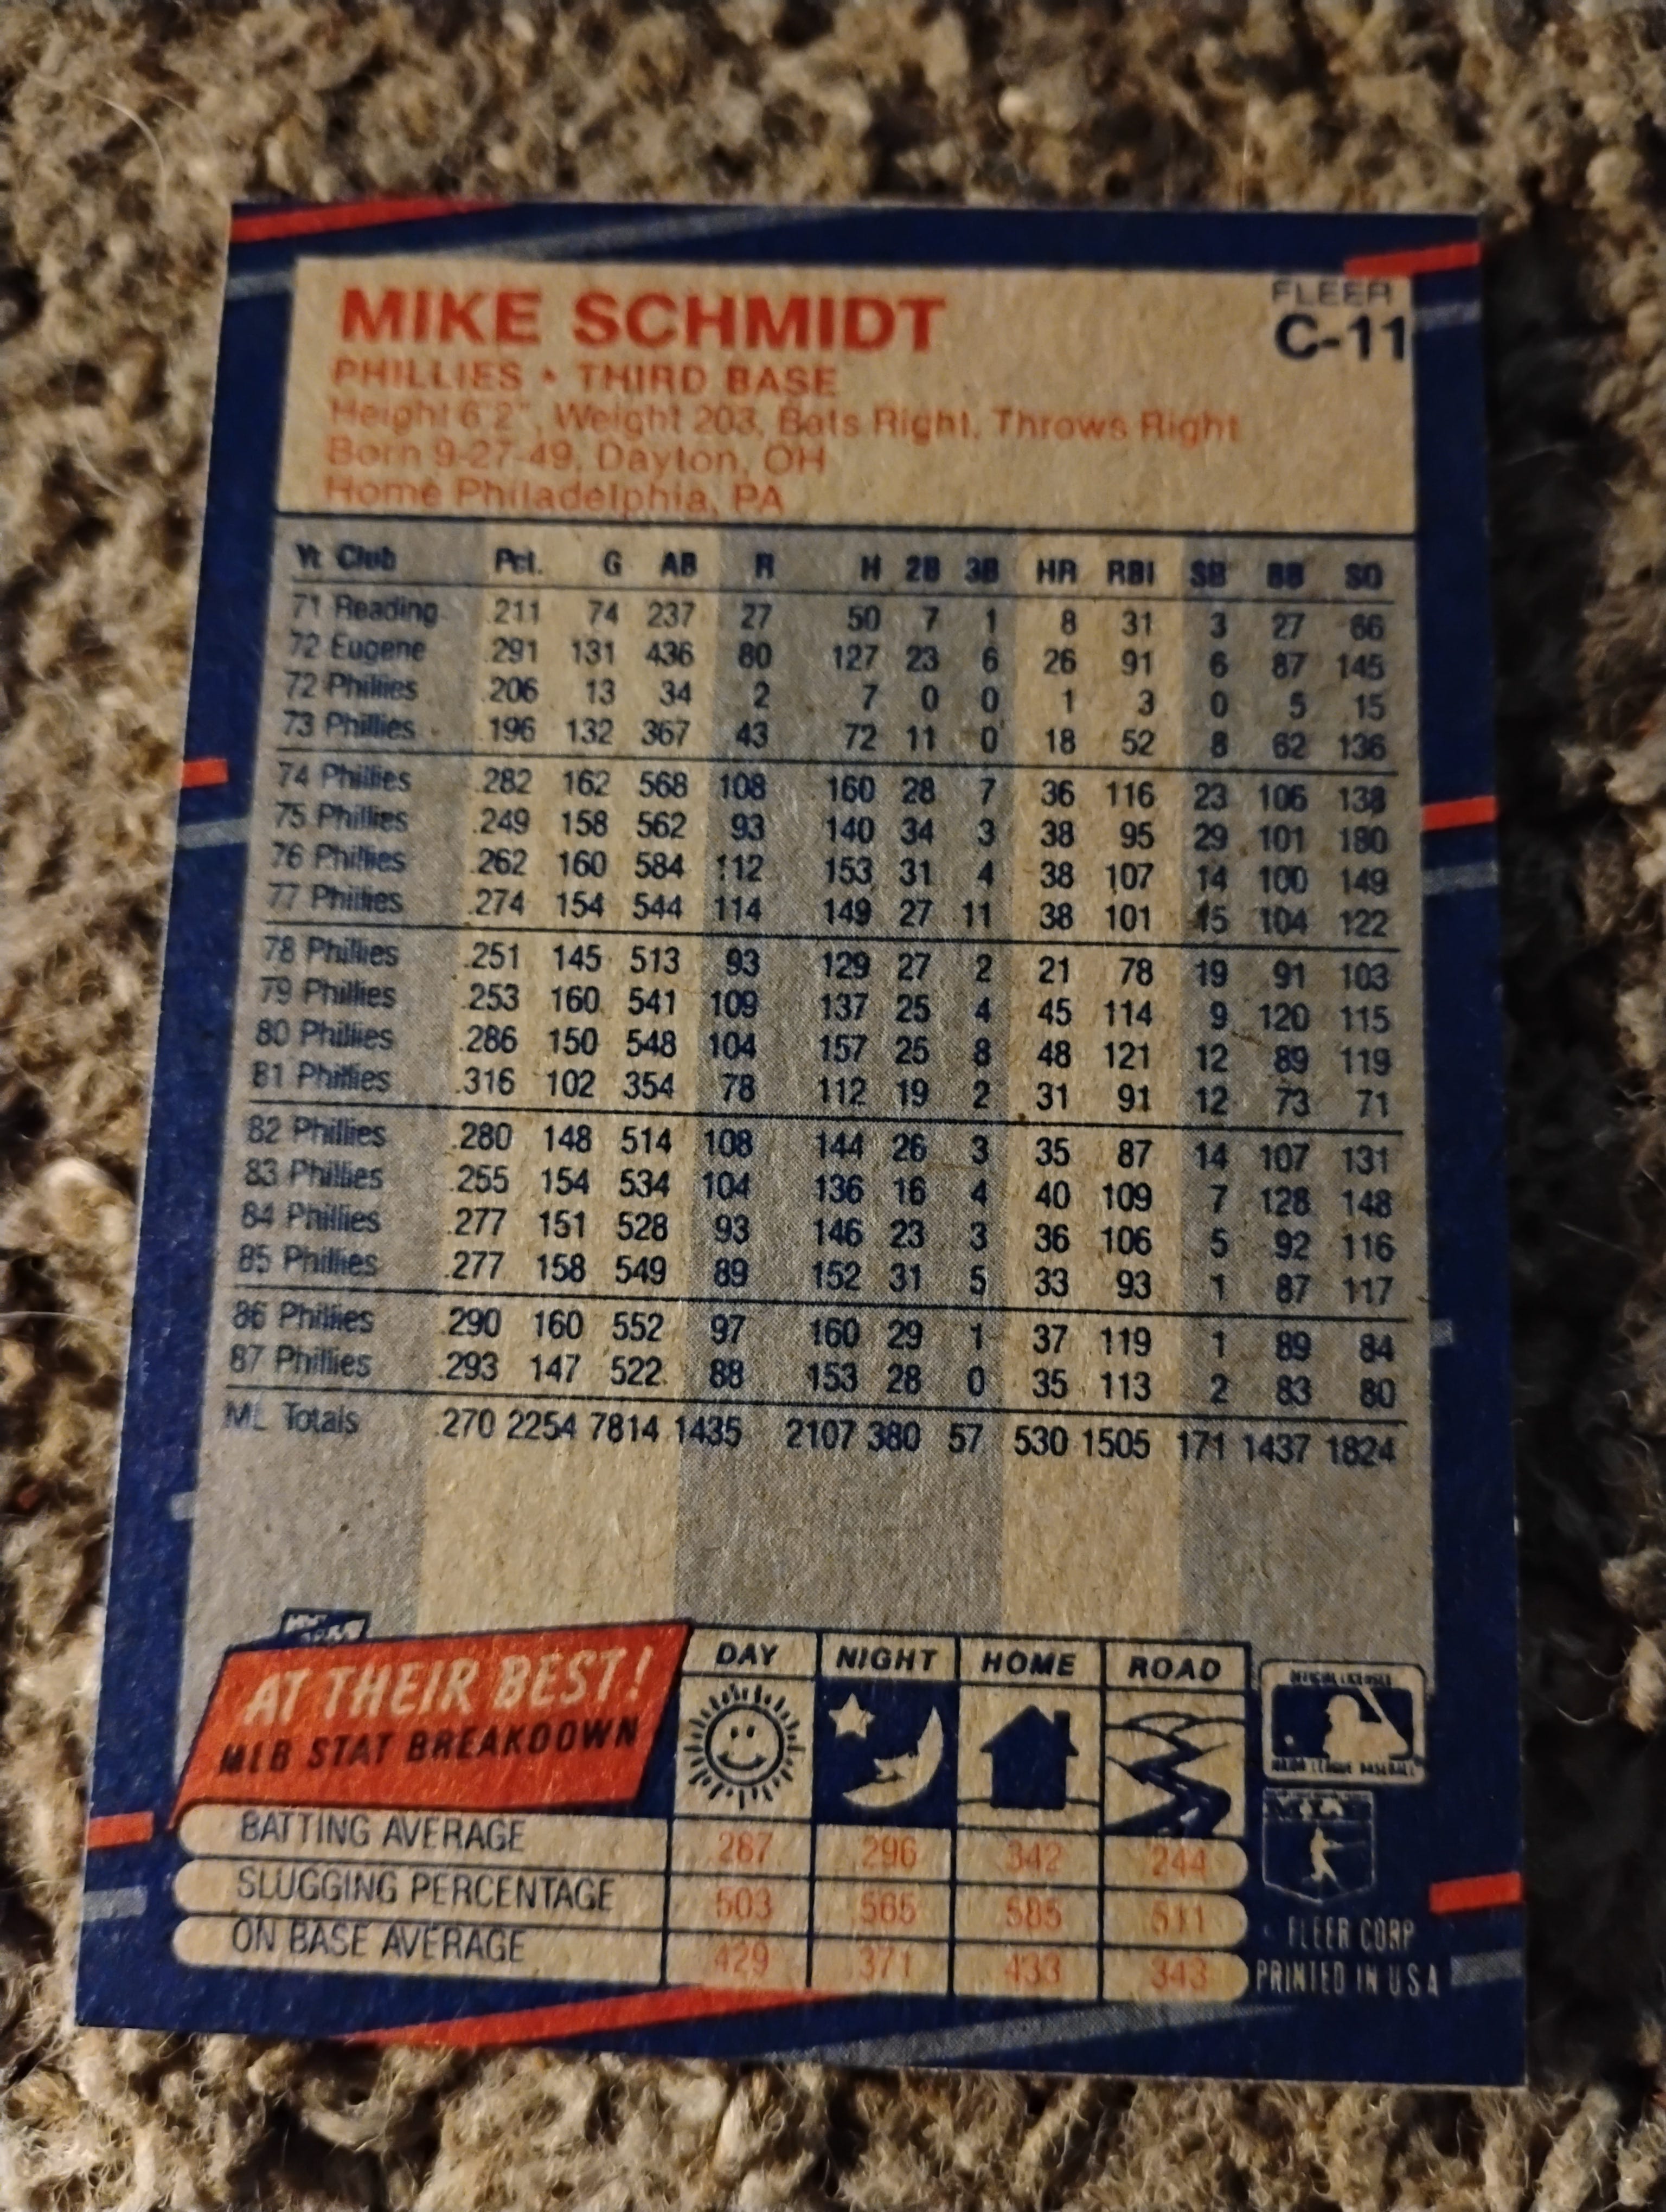 MIKE SCHMIDT
FLEER
C-11
PHILLIES • THIRD BASE
Height 6'2", Weight 203, Bats Right, Throws Right
Born 9-27-49, Dayton, OH
Home Philadelphia, PA
Yr Club Pct. G AB R H 2B 3B HR RBI SB BB SO
71 Reading .211 74 237 27 50 7 1 8 31 3 27 66
72 Eugene .291 131 436 80 127 23 6 26 91 6 87 145
72 Phillies .206 13 34 2 7 0 0 1 3 0 5 15
73 Phillies .196 132 367 43 72 11 0 18 52 8 62 136
74 Phillies .282 162 568 108 160 28 7 36 116 23 106 138
75 Phillies .249 158 562 93 140 34 3 38 95 29 101 180
76 Phillies .262 160 584 112 153 31 4 38 107 14 100 149
77 Phillies .274 154 544 114 149 27 11 38 101 15 104 122
78 Phillies .251 145 513 93 129 27 2 21 78 19 91 103
79 Phillies .253 160 541 109 137 25 4 45 114 9 120 115
80 Phillies .286 150 548 104 157 25 8 48 121 12 89 119
81 Phillies .316 102 354 78 112 19 2 31 91 12 73 71
82 Phillies .280 148 514 108 144 26 3 35 87 14 107 131
83 Phillies .255 154 534 104 136 16 4 40 109 7 128 148
84 Phillies .277 151 528 93 146 23 3 36 106 5 92 116
85 Phillies .277 158 549 89 152 31 5 33 93 1 87 117
86 Phillies .290 160 552 97 160 29 1 37 119 1 89 84
87 Phillies .293 147 522 88 153 28 0 35 113 2 83 80
ML Totals .270 2254 7814 1435 2107 380 57 530 1505 171 1437 1824
AT THEIR BEST!
MLB STAT BREAKDOWN
DAY NIGHT HOME ROAD
BATTING AVERAGE .287 .296 .342 .244
SLUGGING PERCENTAGE .503 .565 .585 .511
ON BASE AVERAGE .429 .371 .433 .343
OFFICIAL LICENSEE
MAJOR LEAGUE BASEBALL
MLB
FLEER CORP
PRINTED IN USA